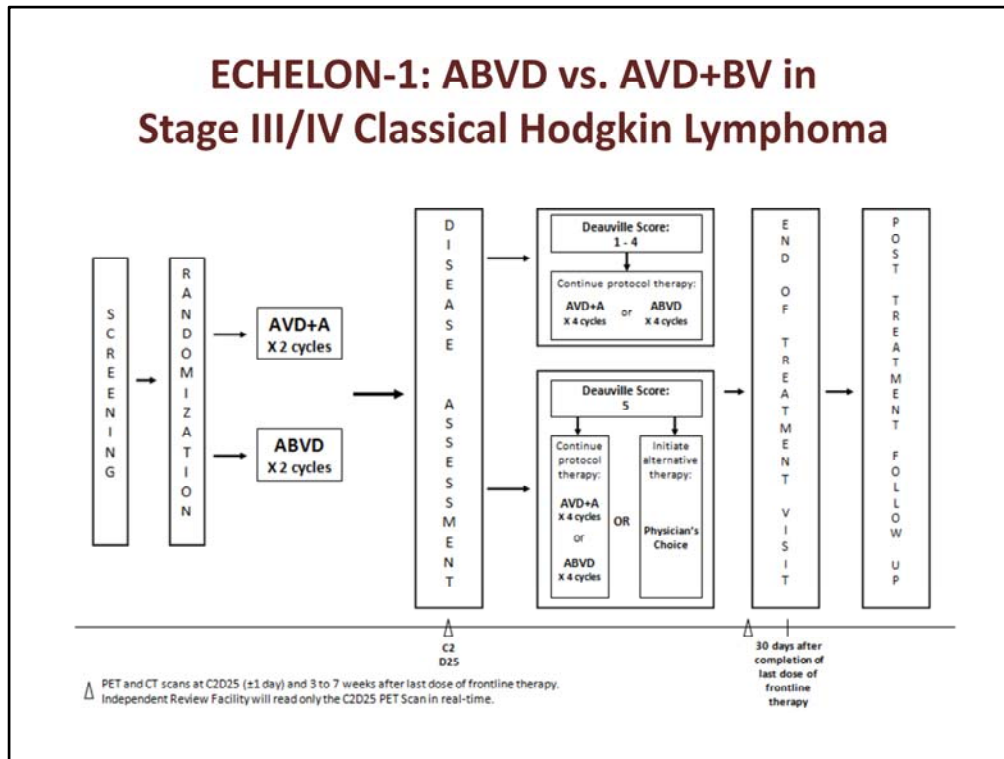 ECHELON-1: ABVD vs. AVD+BV in
Stage III/IV Classical Hodgkin Lymphoma
SCREENING
RANDOMIZATION
AVD+A
X 2 cycles
ABVD
X 2 cycles
DISEASE ASSESSMENT
Deauville Score:
1 - 4
Continue protocol therapy:
AVD+A or ABVD
X 4 cycles X 4 cycles
Deauville Score:
5
Continue
protocol
therapy:
AVD+A
X 4 cycles
or
ABVD
X 4 cycles
OR
Initiate
alternative
therapy:
Physician's
Choice
END OF TREATMENT VISIT
POST TREATMENT FOLLOW UP
C2
D25
30 days after
completion of
last dose of
frontline
therapy
PET and CT scans at C2D25 (±1 day) and 3 to 7 weeks after last dose of frontline therapy.
Independent Review Facility will read only the C2D25 PET Scan in real-time.